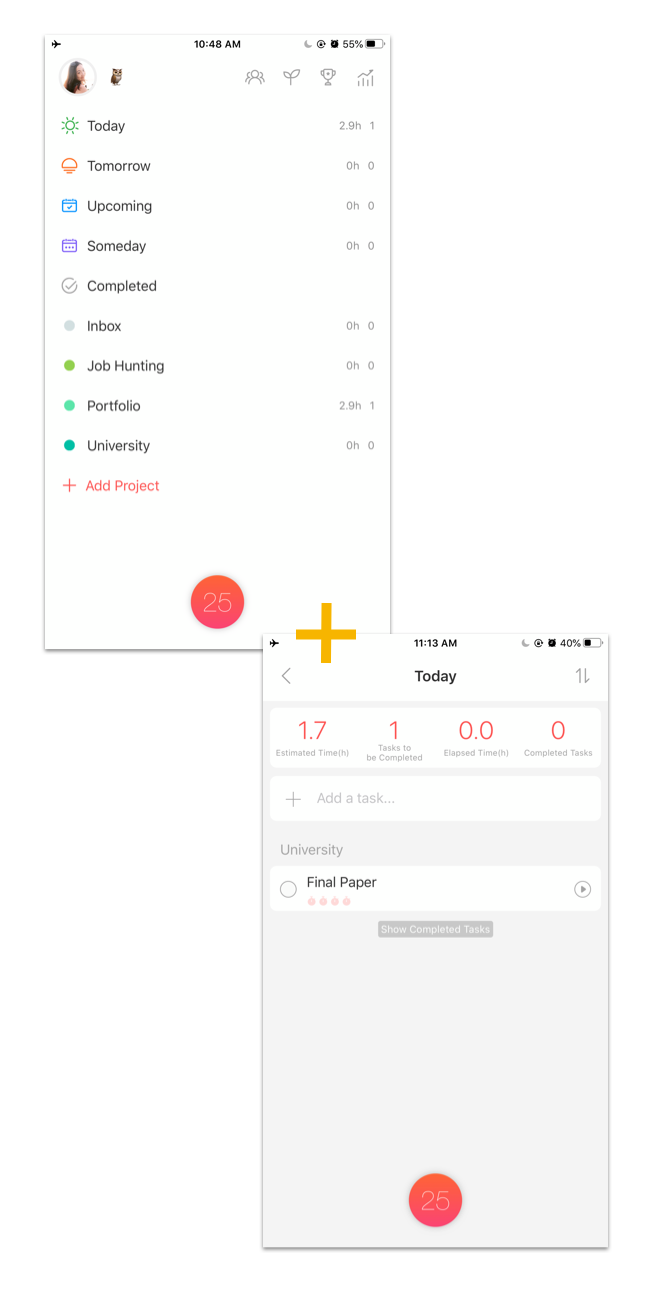 10:48 AM 55%
Today 2.9h 1
Tomorrow 0h 0
Upcoming 0h 0
Someday 0h 0
Completed
Inbox 0h 0
Job Hunting 0h 0
Portfolio 2.9h 1
University 0h 0
+ Add Project
25
11:13 AM 40%
Today
1.7 1 0.0 0
Estimated Time(h) Tasks to be Completed Elapsed Time(h) Completed Tasks
+ Add a task...
University
Final Paper
Show Completed Tasks
25